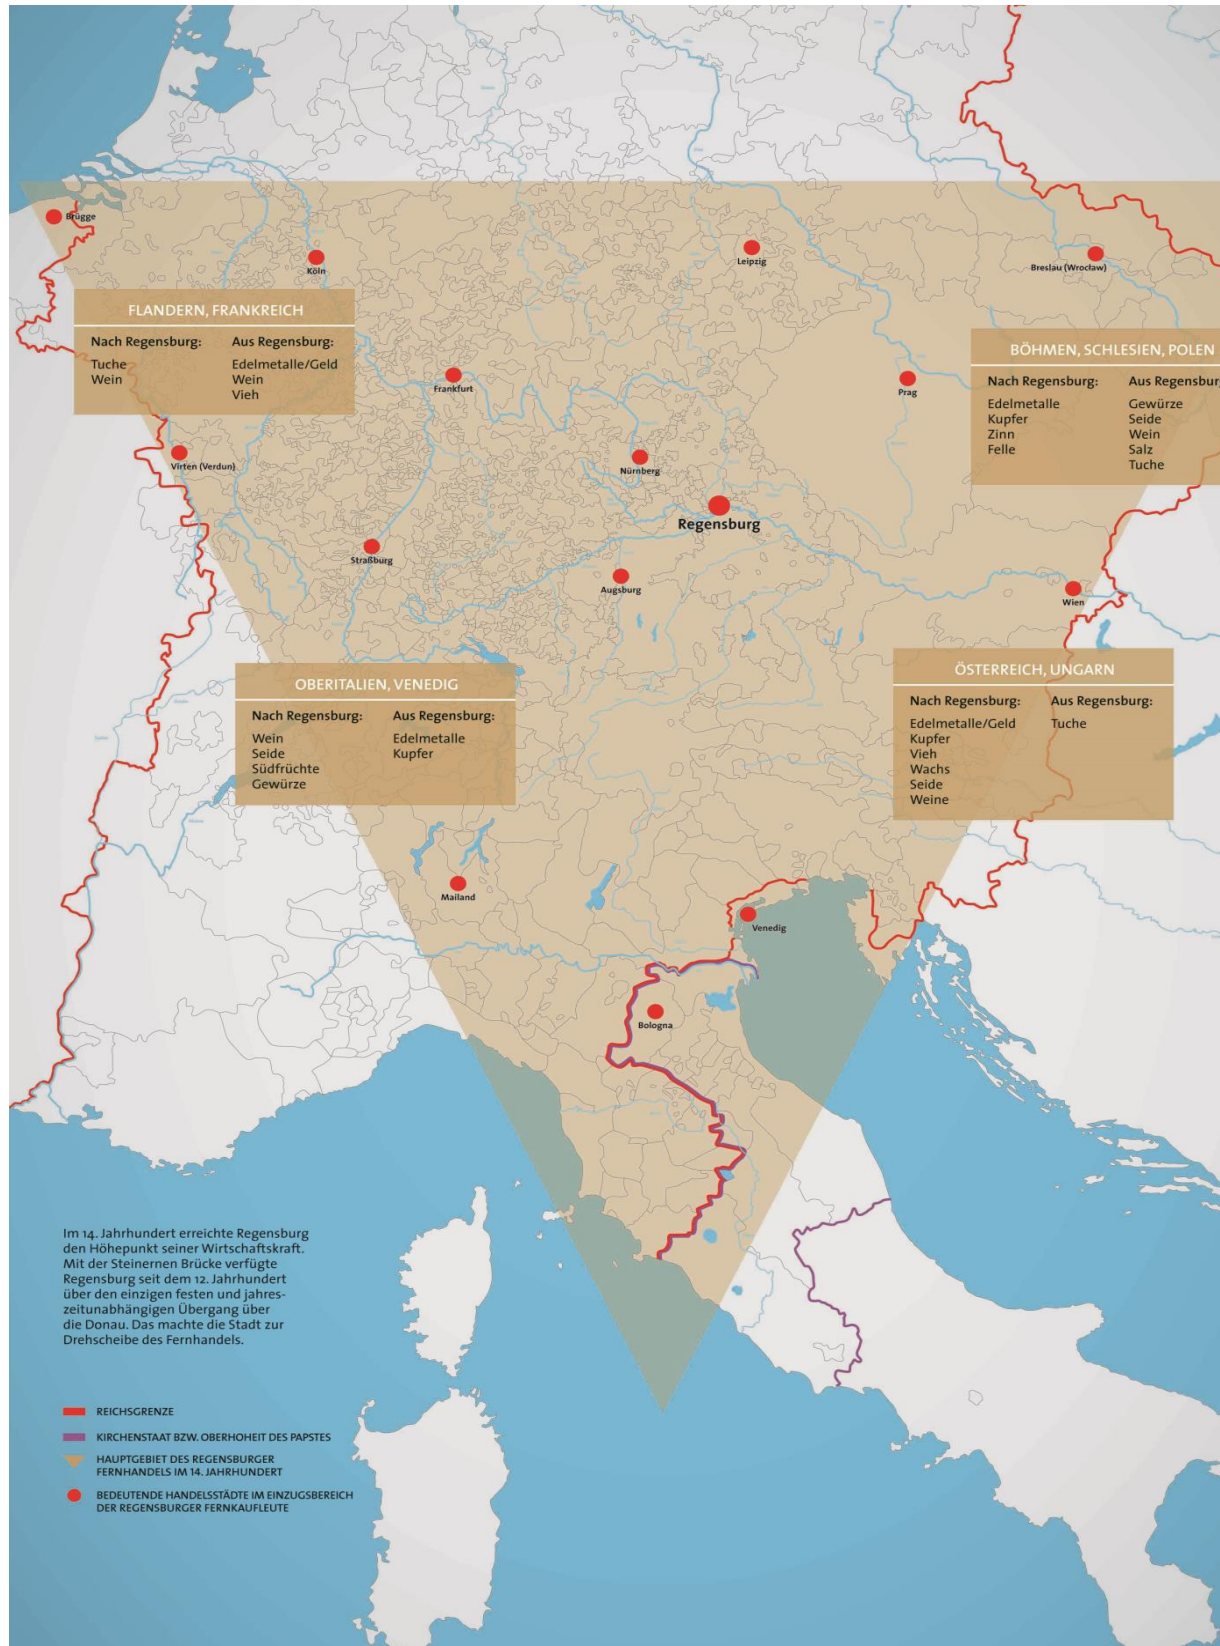 Brügge
Köln
Leipzig
Breslau (Wrocław)
FLANDERN, FRANKREICH
Nach Regensburg:
Tuche
Wein
Aus Regensburg:
Edelmetalle/Geld
Wein
Vieh
BÖHMEN, SCHLESIEN, POLEN
Nach Regensburg:
Edelmetalle
Kupfer
Zinn
Felle
Aus Regensbur
Gewürze
Seide
Wein
Salz
Tuche
Frankfurt
Prag
Virten (Verdun)
Nürnberg
Regensburg
Straßburg
Augsburg
Wien
OBERITALIEN, VENEDIG
Nach Regensburg:
Wein
Seide
Südfrüchte
Gewürze
Aus Regensburg:
Edelmetalle
Kupfer
ÖSTERREICH, UNGARN
Nach Regensburg:
Edelmetalle/Geld
Kupfer
Vieh
Wachs
Seide
Weine
Aus Regensburg:
Tuche
Mailand
Venedig
Bologna
Im 14. Jahrhundert erreichte Regensburg
den Höhepunkt seiner Wirtschaftskraft.
Mit der Steinernen Brücke verfügte
Regensburg seit dem 12. Jahrhundert
über den einzigen festen und jahres-
zeitunabhängigen Übergang über
die Donau. Das machte die Stadt zur
Drehscheibe des Fernhandels.
REICHSGRENZE
KIRCHENSTAAT BZW. OBERHOHEIT DES PAPSTES
HAUPTGEBIET DES REGENSBURGER
FERNHANDELS IM 14. JAHRHUNDERT
BEDEUTENDE HANDELSSTÄDTE IM EINZUGSBEREICH
DER REGENSBURGER FERNKAUFLEUTE